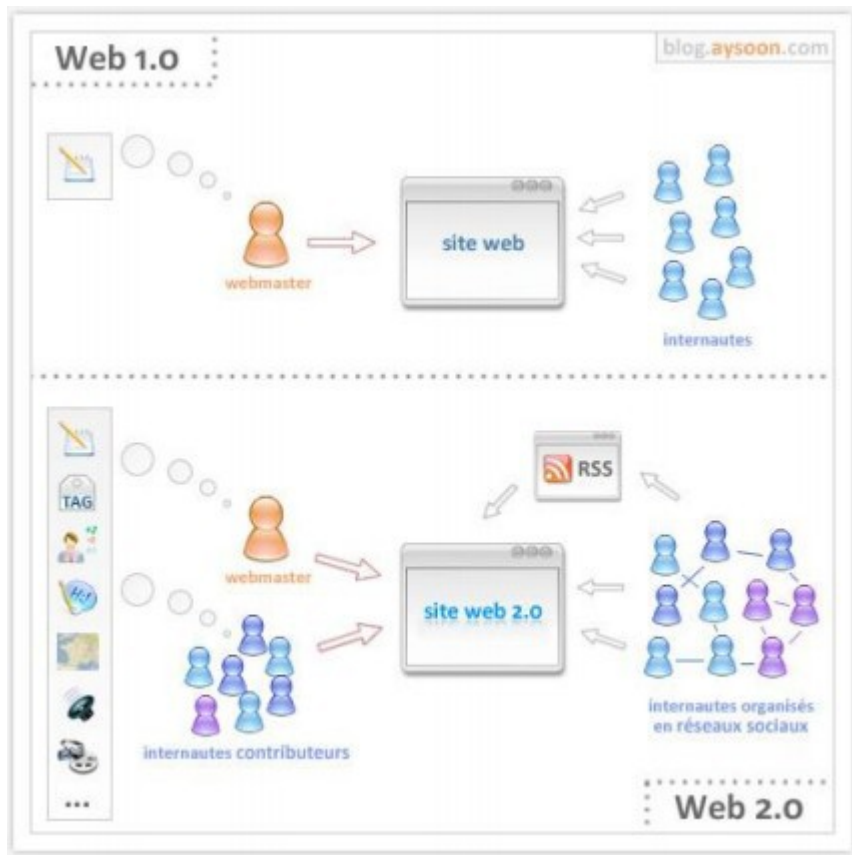 Web 1.0
blog.aysoon.com
site web
webmaster
internautes
RSS
TAG
webmaster
site web 2.0
internautes contributeurs
internautes organisés
en réseaux sociaux
...
Web 2.0